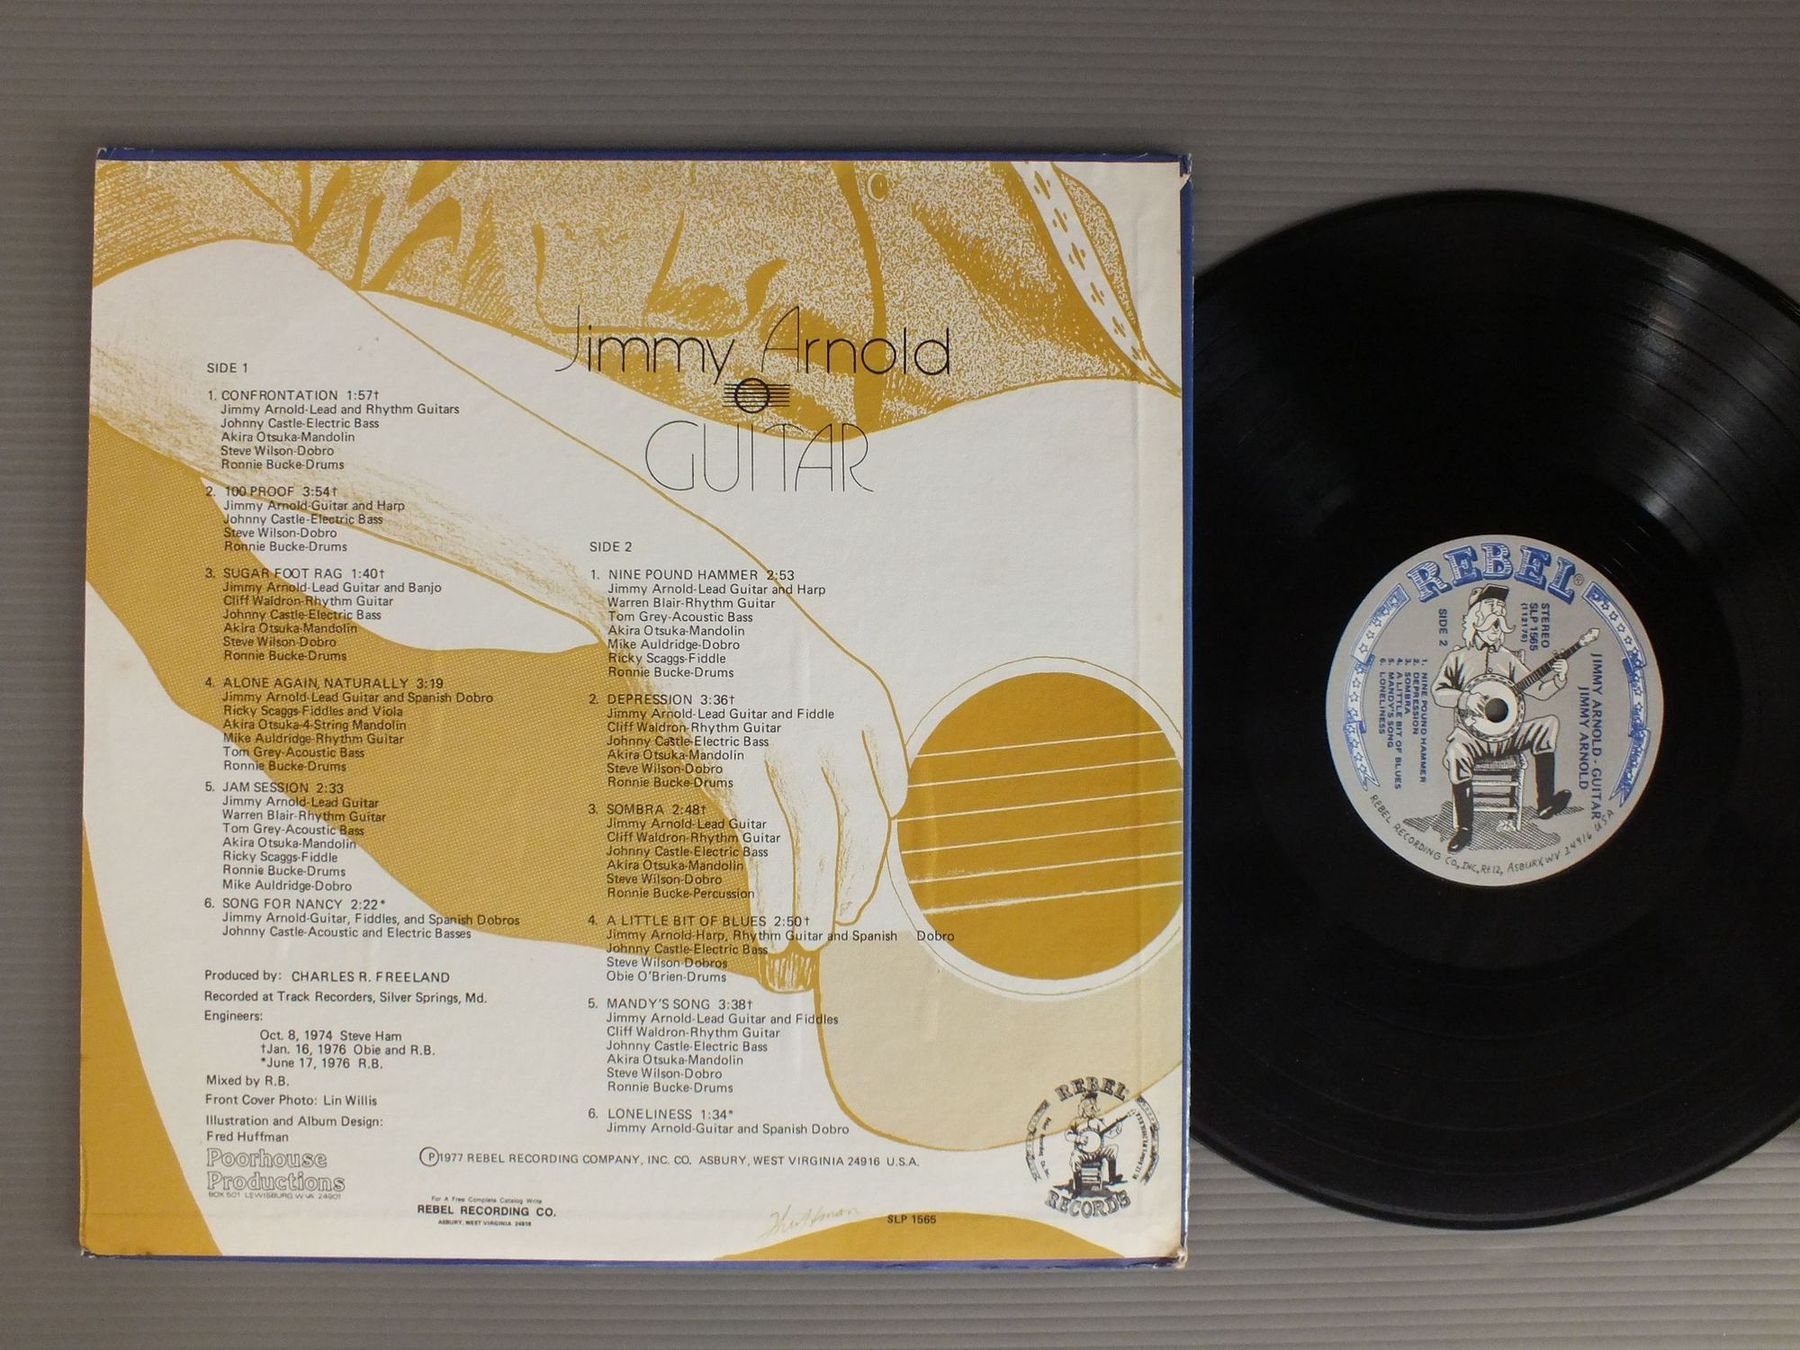 Jimmy Arnold
GUITAR
SIDE 1
1. CONFRONTATION 1:57†
Jimmy Arnold-Lead and Rhythm Guitars
Johnny Castle-Electric Bass
Akira Otsuka-Mandolin
Steve Wilson-Dobro
Ronnie Bucke-Drums
2. 100 PROOF 3:54†
Jimmy Arnold-Guitar and Harp
Johnny Castle-Electric Bass
Steve Wilson-Dobro
Ronnie Bucke-Drums
3. SUGAR FOOT RAG 1:40†
Jimmy Arnold-Lead Guitar and Banjo
Cliff Waldron-Rhythm Guitar
Johnny Castle-Electric Bass
Akira Otsuka-Mandolin
Steve Wilson-Dobro
Ronnie Bucke-Drums
4. ALONE AGAIN, NATURALLY 3:19
Jimmy Arnold-Lead Guitar and Spanish Dobro
Ricky Scaggs-Fiddles and Viola
Akira Otsuka-4-String Mandolin
Mike Auldridge-Rhythm Guitar
Tom Grey-Acoustic Bass
Ronnie Bucke-Drums
5. JAM SESSION 2:33
Jimmy Arnold-Lead Guitar
Warren Blair-Rhythm Guitar
Tom Grey-Acoustic Bass
Akira Otsuka-Mandolin
Ricky Scaggs-Fiddle
Ronnie Bucke-Drums
Mike Auldridge-Dobro
6. SONG FOR NANCY 2:22*
Jimmy Arnold-Guitar, Fiddles, and Spanish Dobros
Johnny Castle-Acoustic and Electric Basses
Produced by: CHARLES R. FREELAND
Recorded at Track Recorders, Silver Springs, Md.
Engineers:
Oct. 8, 1974 Steve Ham
†Jan. 16, 1976 Obie and R.B.
*June 17, 1976 R.B.
Mixed by R.B.
Front Cover Photo: Lin Willis
Illustration and Album Design:
Fred Huffman
Poorhouse
Productions
BOX 501 LEWISBURG W.VA. 24901
SIDE 2
1. NINE POUND HAMMER 2:53
Jimmy Arnold-Lead Guitar and Harp
Warren Blair-Rhythm Guitar
Tom Grey-Acoustic Bass
Akira Otsuka-Mandolin
Mike Auldridge-Dobro
Ricky Scaggs-Fiddle
Ronnie Bucke-Drums
2. DEPRESSION 3:36†
Jimmy Arnold-Lead Guitar and Fiddle
Cliff Waldron-Rhythm Guitar
Johnny Castle-Electric Bass
Akira Otsuka-Mandolin
Steve Wilson-Dobro
Ronnie Bucke-Drums
3. SOMBRA 2:48†
Jimmy Arnold-Lead Guitar
Cliff Waldron-Rhythm Guitar
Johnny Castle-Electric Bass
Akira Otsuka-Mandolin
Steve Wilson-Dobro
Ronnie Bucke-Percussion
4. A LITTLE BIT OF BLUES 2:50†
Jimmy Arnold-Harp, Rhythm Guitar and Spanish Dobro
Johnny Castle-Electric Bass
Steve Wilson-Dobros
Obie O'Brien-Drums
5. MANDY'S SONG 3:38†
Jimmy Arnold-Lead Guitar and Fiddles
Cliff Waldron-Rhythm Guitar
Johnny Castle-Electric Bass
Akira Otsuka-Mandolin
Steve Wilson-Dobro
Ronnie Bucke-Drums
6. LONELINESS 1:34*
Jimmy Arnold-Guitar and Spanish Dobro
Ⓟ1977 REBEL RECORDING COMPANY, INC. CO. ASBURY, WEST VIRGINIA 24916 U.S.A.
For A Free Complete Catalog Write
REBEL RECORDING CO.
ASBURY, WEST VIRGINIA 24916
Huffman
SLP 1565
REBEL
RECORDS
REBEL®
STEREO
SLP 1565
(112176)
SIDE 2
1. NINE POUND HAMMER
2. DEPRESSION
3. SOMBRA
4. A LITTLE BIT OF BLUES
5. MANDY'S SONG
6. LONELINESS
JIMMY ARNOLD - GUITAR
JIMMY ARNOLD
REBEL RECORDING CO., INC, Rt 2, ASBURY, WV 24916 USA